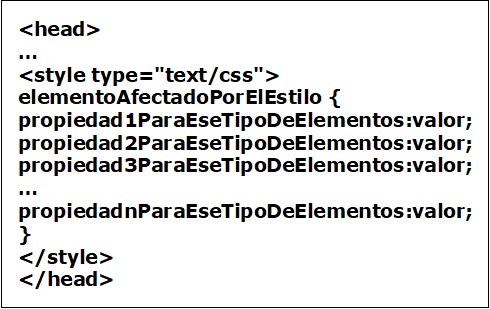 <head>
...
<style type="text/css">
elementoAfectadoPorElEstilo {
propiedad1ParaEseTipoDeElementos:valor;
propiedad2ParaEseTipoDeElementos:valor;
propiedad3ParaEseTipoDeElementos:valor;
...
propiedadnParaEseTipoDeElementos:valor;
}
</style>
</head>